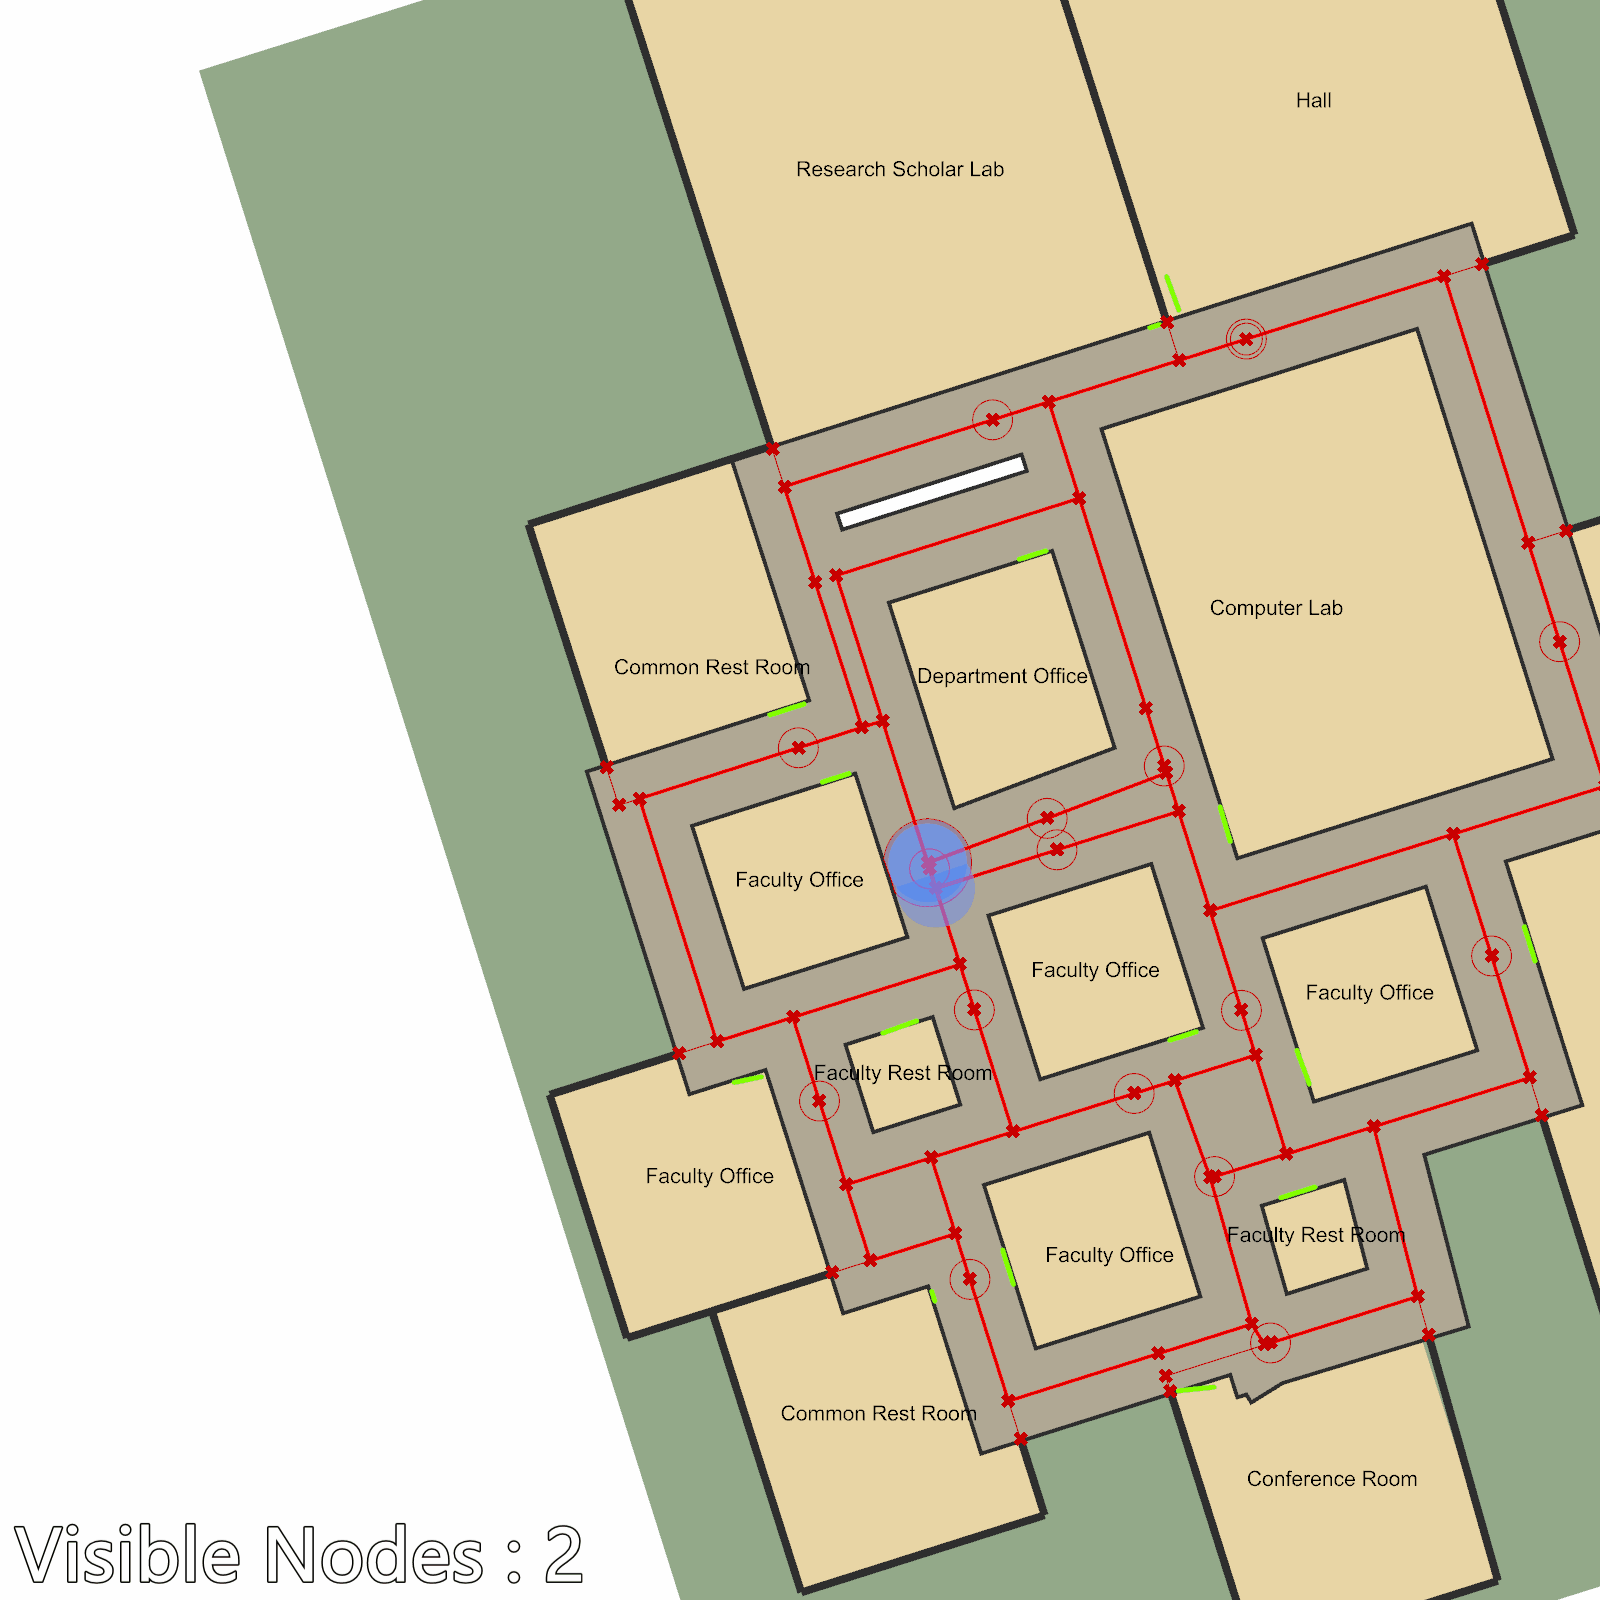 Hall
Research Scholar Lab
Computer Lab
Common Rest Room
Department Office
Faculty Office
Faculty Office
Faculty Office
Faculty Rest Room
Faculty Office
Faculty Rest Room
Faculty Office
Common Rest Room
Conference Room
Visible Nodes : 2